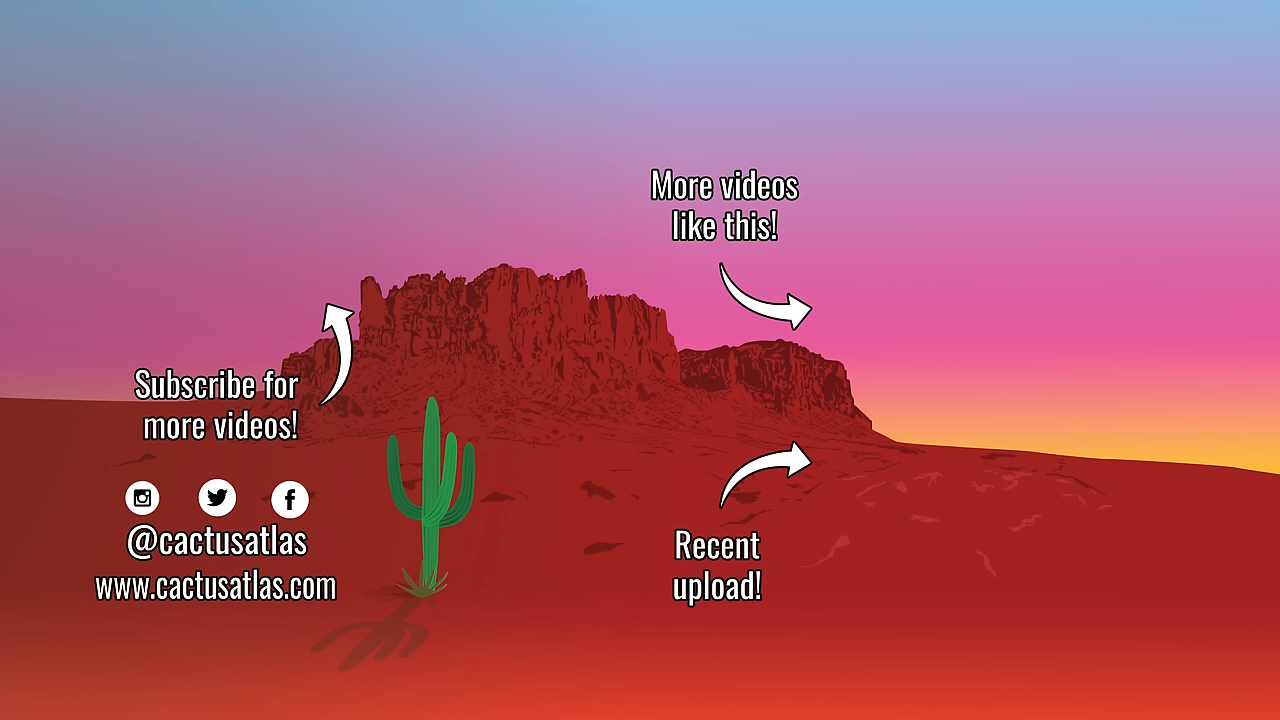 More videos
like this!
Subscribe for
more videos!
@cactusatlas
www.cactusatlas.com
Recent
upload!